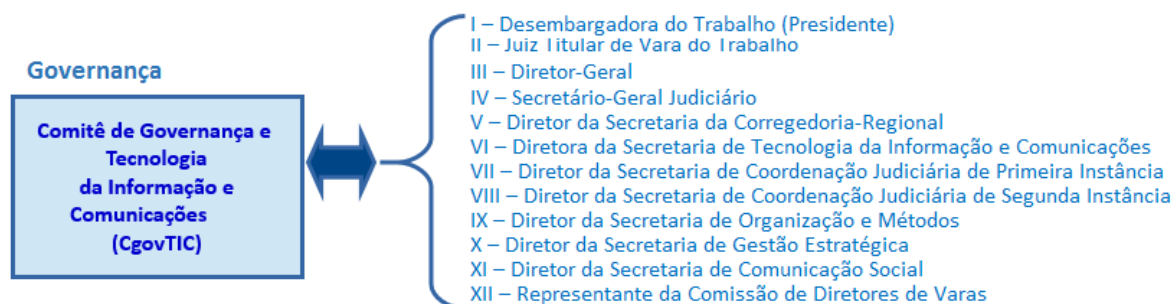 Governança
Comitê de Governança e
Tecnologia
da Informação e
Comunicações
(CgovTIC)
I – Desembargadora do Trabalho (Presidente)
II – Juiz Titular de Vara do Trabalho
III – Diretor-Geral
IV – Secretário-Geral Judiciário
V – Diretor da Secretaria da Corregedoria-Regional
VI – Diretora da Secretaria de Tecnologia da Informação e Comunicações
VII – Diretor da Secretaria de Coordenação Judiciária de Primeira Instância
VIII – Diretor da Secretaria de Coordenação Judiciária de Segunda Instância
IX – Diretor da Secretaria de Organização e Métodos
X – Diretor da Secretaria de Gestão Estratégica
XI – Diretor da Secretaria de Comunicação Social
XII – Representante da Comissão de Diretores de Varas